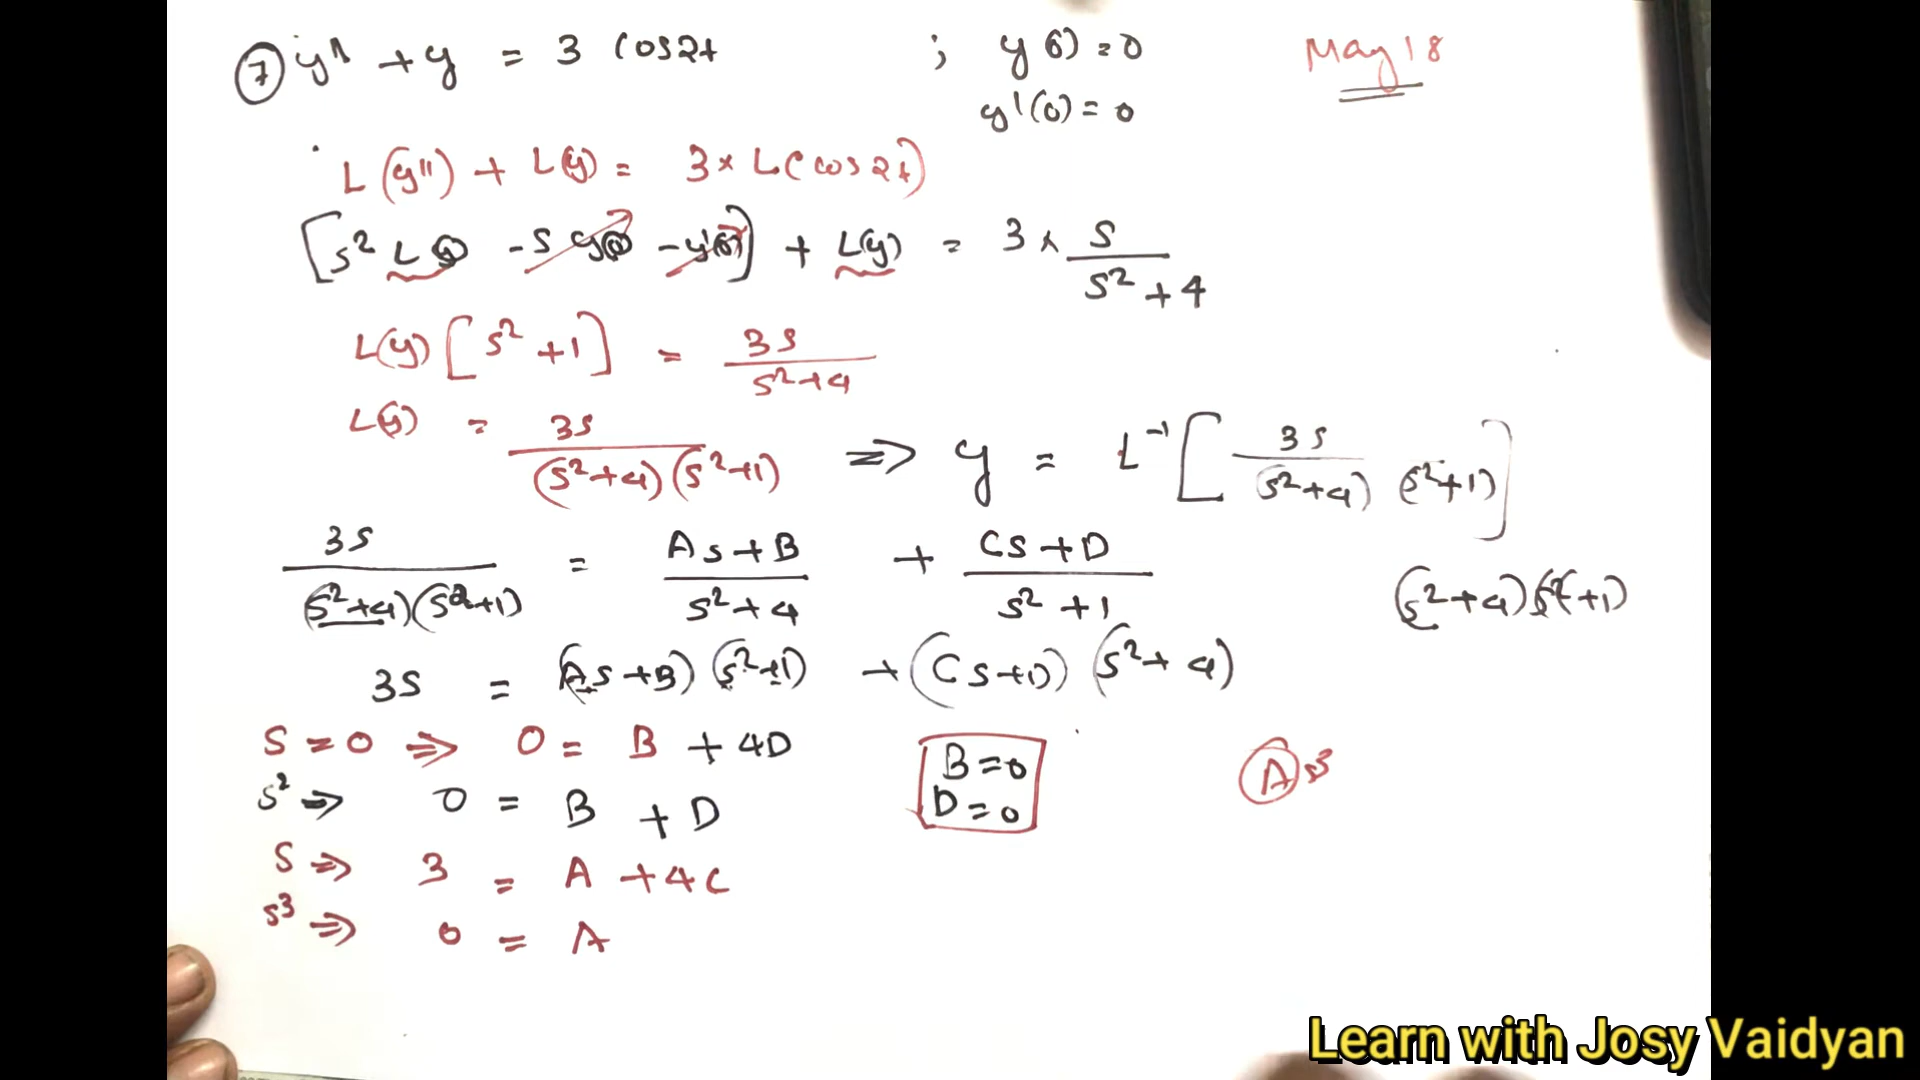 7 y'' + y = 3 cos2t ; y(0) = 0 May 18
y'(0) = 0
L(y'') + L(y) = 3 × L(cos2t)
[s² L(y) - s y(0) - y'(0)] + L(y) = 3 × s/(s² + 4)
L(y) [s² + 1] = 3s/(s²+4)
L(y) = 3s/((s²+4)(s²+1)) ⇒ y = L⁻¹ [3s/((s²+4)(s²+1))]
3s/((s²+4)(s²+1)) = (As + B)/(s² + 4) + (Cs + D)/(s² + 1) (s²+4)(s²+1)
3s = (As+B)(s²+1) + (Cs+D)(s²+4)
s = 0 ⇒ 0 = B + 4D B = 0 A s³
s² ⇒ 0 = B + D D = 0
s ⇒ 3 = A + 4C
s³ ⇒ 0 = A
Learn with Josy Vaidyan